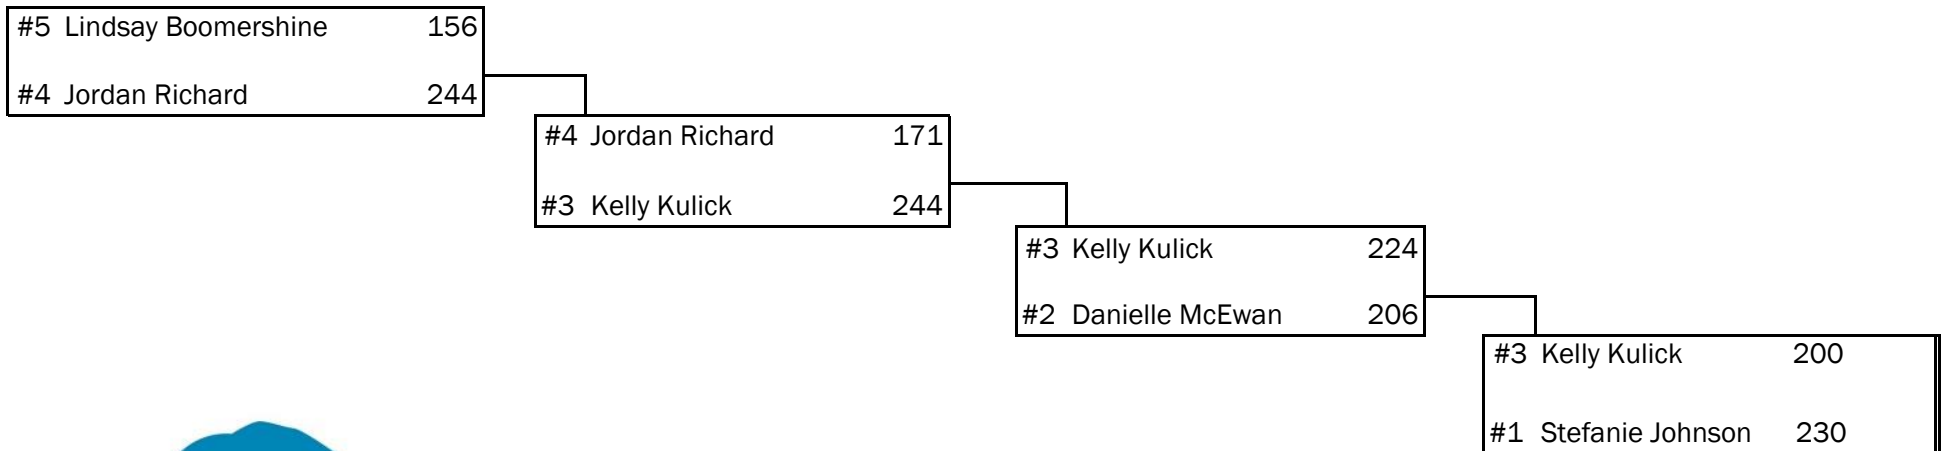 #5 Lindsay Boomershine 156
#4 Jordan Richard 244
#4 Jordan Richard 171
#3 Kelly Kulick 244
#3 Kelly Kulick 224
#2 Danielle McEwan 206
#3 Kelly Kulick 200
#1 Stefanie Johnson 230